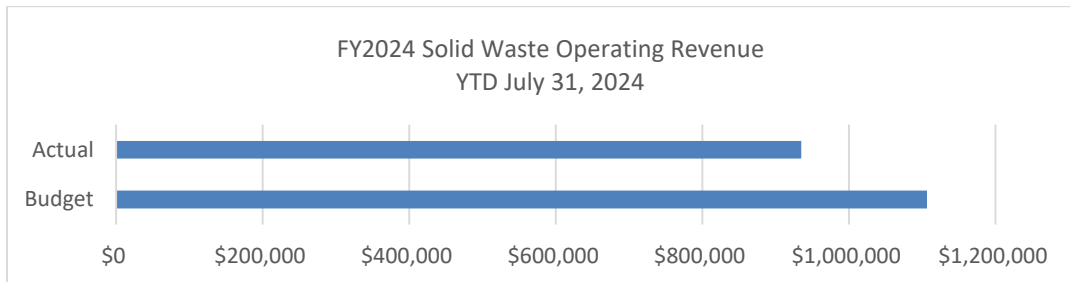 FY2024 Solid Waste Operating Revenue
YTD July 31, 2024
Actual
Budget
$0 $200,000 $400,000 $600,000 $800,000 $1,000,000 $1,200,000